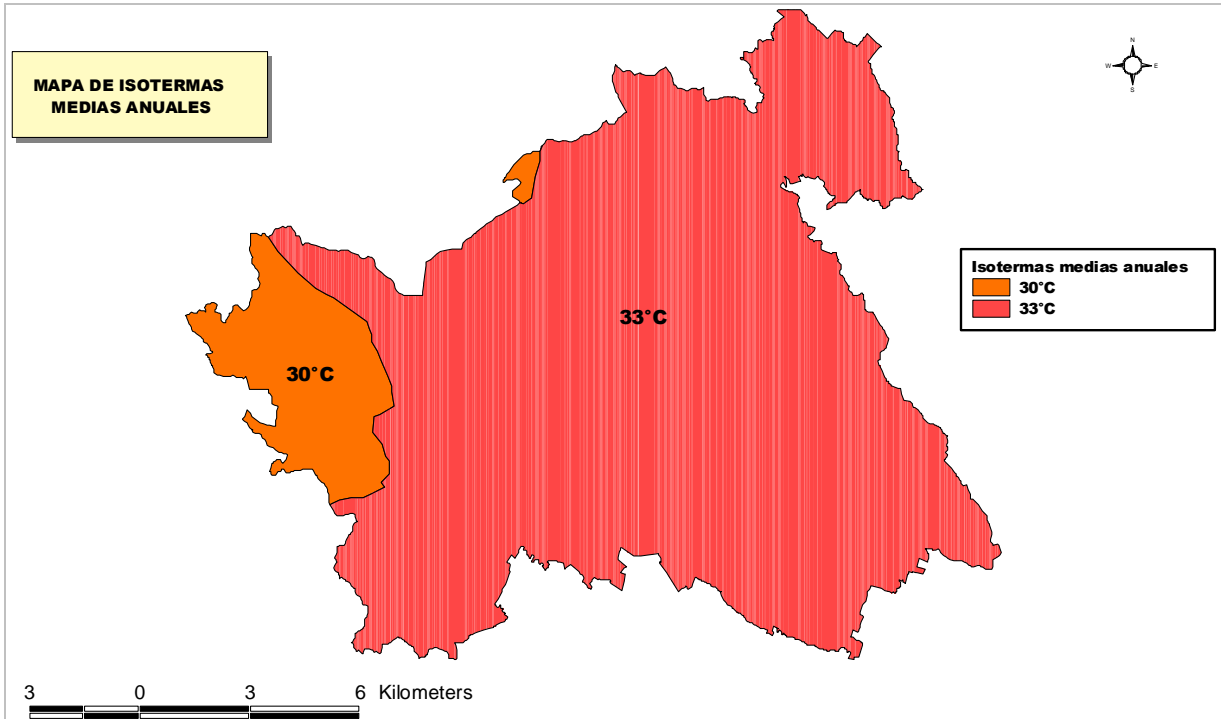 MAPA DE ISOTERMAS
MEDIAS ANUALES
N
W E
S
Isotermas medias anuales
30°C
33°C
33°C
30°C
3 0 3 6 Kilometers